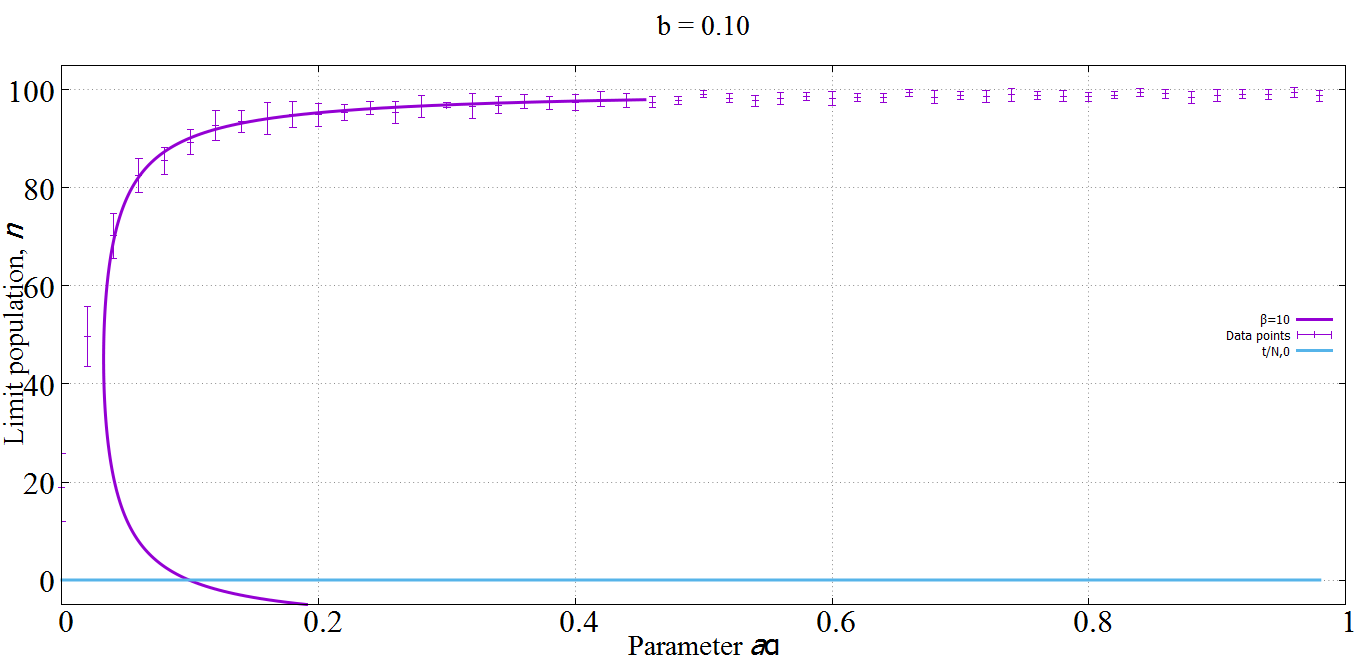 b = 0.10
100
80
60
40
20
0
Limit population, n
β=10
Data points
t/N,0
0 0.2 0.4 0.6 0.8 1
Parameter a